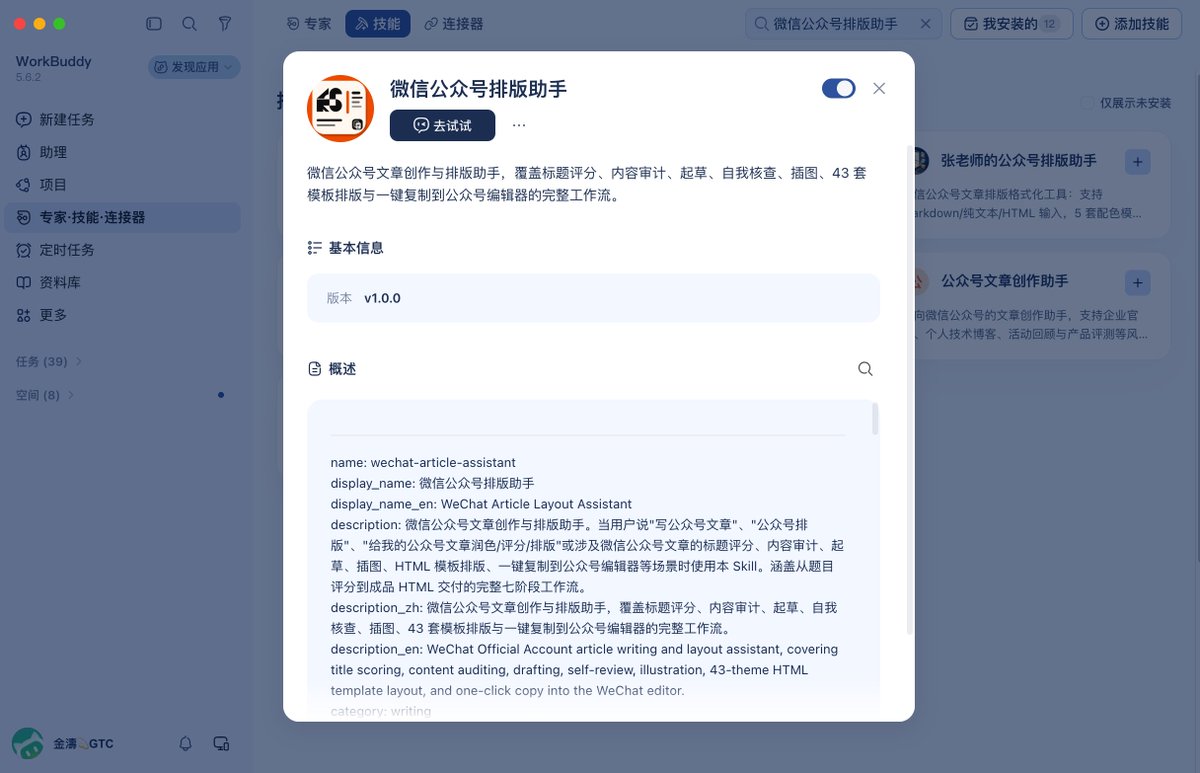 专家
技能
连接器
微信公众号排版助手
我安装的 12
添加技能
WorkBuddy
5.6.2
发现应用
新建任务
助理
项目
专家·技能·连接器
定时任务
资料库
更多
任务 (39)
空间 (8)
金濤💫GTC
仅展示未安装
微信公众号排版助手
去试试
微信公众号文章创作与排版助手，覆盖标题评分、内容审计、起草、自我核查、插图、43 套
模板排版与一键复制到公众号编辑器的完整工作流。
基本信息
版本 v1.0.0
概述
name: wechat-article-assistant
display_name: 微信公众号排版助手
display_name_en: WeChat Article Layout Assistant
description: 微信公众号文章创作与排版助手。当用户说"写公众号文章"、"公众号排
版"、"给我的公众号文章润色/评分/排版"或涉及微信公众号文章的标题评分、内容审计、起
草、插图、HTML 模板排版、一键复制到公众号编辑器等场景时使用本 Skill。涵盖从题目
评分到成品 HTML 交付的完整七阶段工作流。
description_zh: 微信公众号文章创作与排版助手，覆盖标题评分、内容审计、起草、自我
核查、插图、43 套模板排版与一键复制到公众号编辑器的完整工作流。
description_en: WeChat Official Account article writing and layout assistant, covering
title scoring, content auditing, drafting, self-review, illustration, 43-theme HTML
template layout, and one-click copy into the WeChat editor.
category: writing
张老师的公众号排版助手
信公众号文章排版格式化工具：支持
arkdown/纯文本/HTML 输入，5 套配色模...
公众号文章创作助手
向微信公众号的文章创作助手，支持企业官
、个人技术博客、活动回顾与产品评测等风...